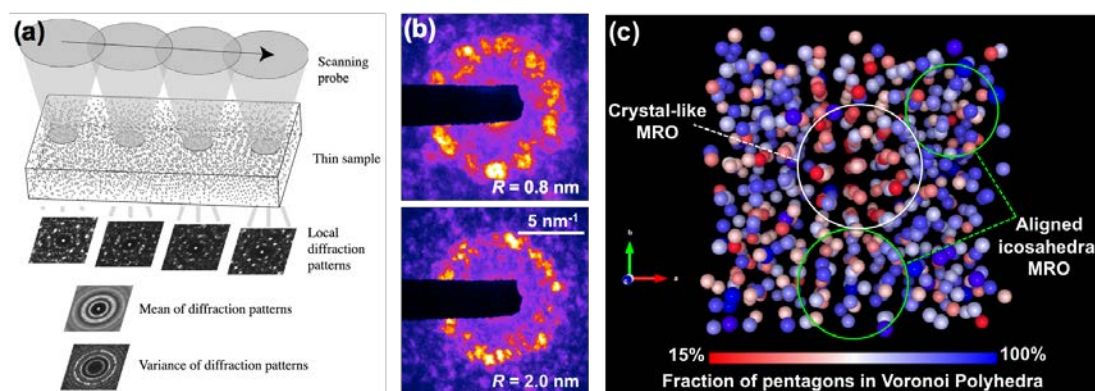 (a)
Scanning
probe
Thin sample
Local
diffraction
patterns
Mean of diffraction patterns
Variance of diffraction patterns
(b)
R = 0.8 nm
5 nm⁻¹
R = 2.0 nm
(c)
Crystal-like
MRO
Aligned
icosahedra
MRO
b
a
15%
100%
Fraction of pentagons in Voronoi Polyhedra